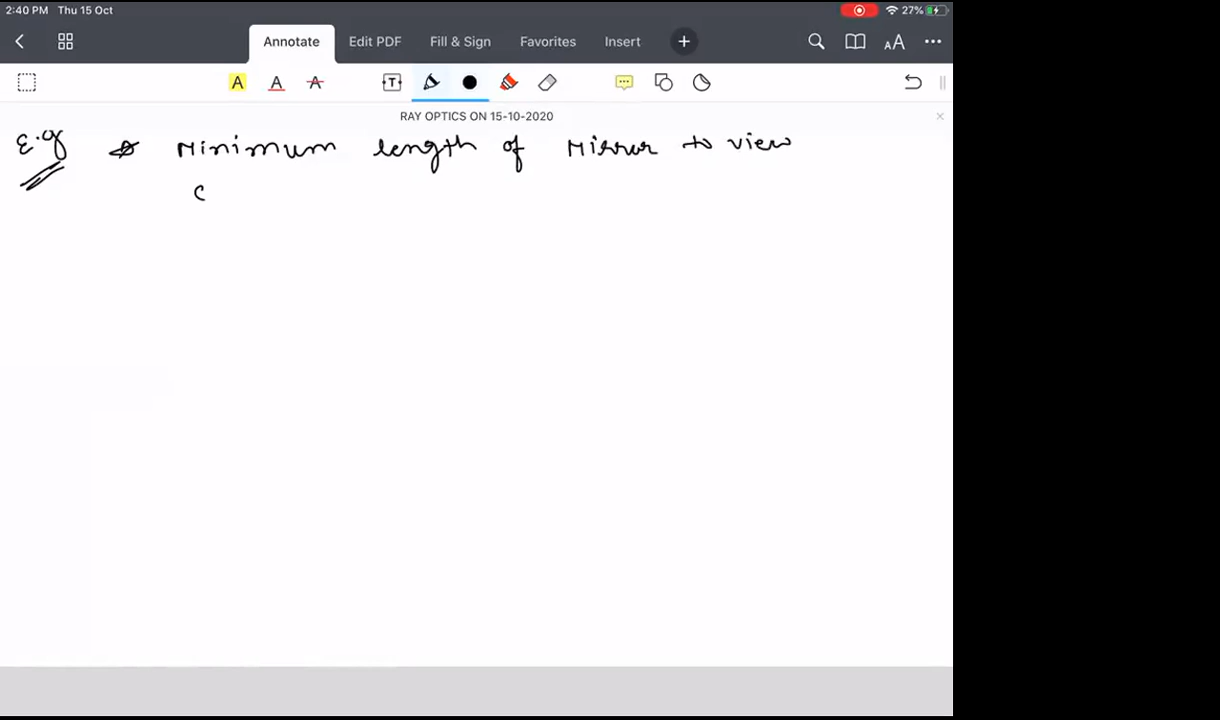 2:40 PM Thu 15 Oct 27%
Annotate Edit PDF Fill & Sign Favorites Insert
RAY OPTICS ON 15-10-2020
E.g Minimum length of Mirror to view
C